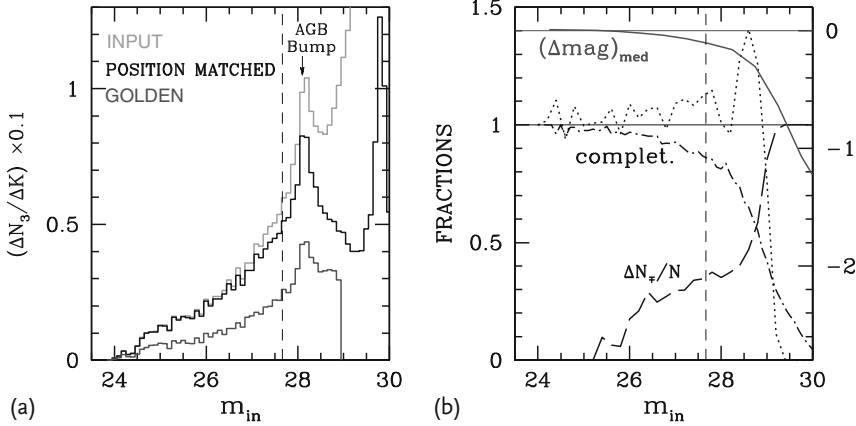 INPUT
POSITION MATCHED
GOLDEN
AGB
Bump
(ΔN₃/ΔK) ×0.1
1
0.5
0
24
26
28
30
m_in
(a)
1.5
1
0.5
0
FRACTIONS
(Δmag)_med
complet.
ΔN_∓/N
0
−1
−2
24
26
28
30
m_in
(b)